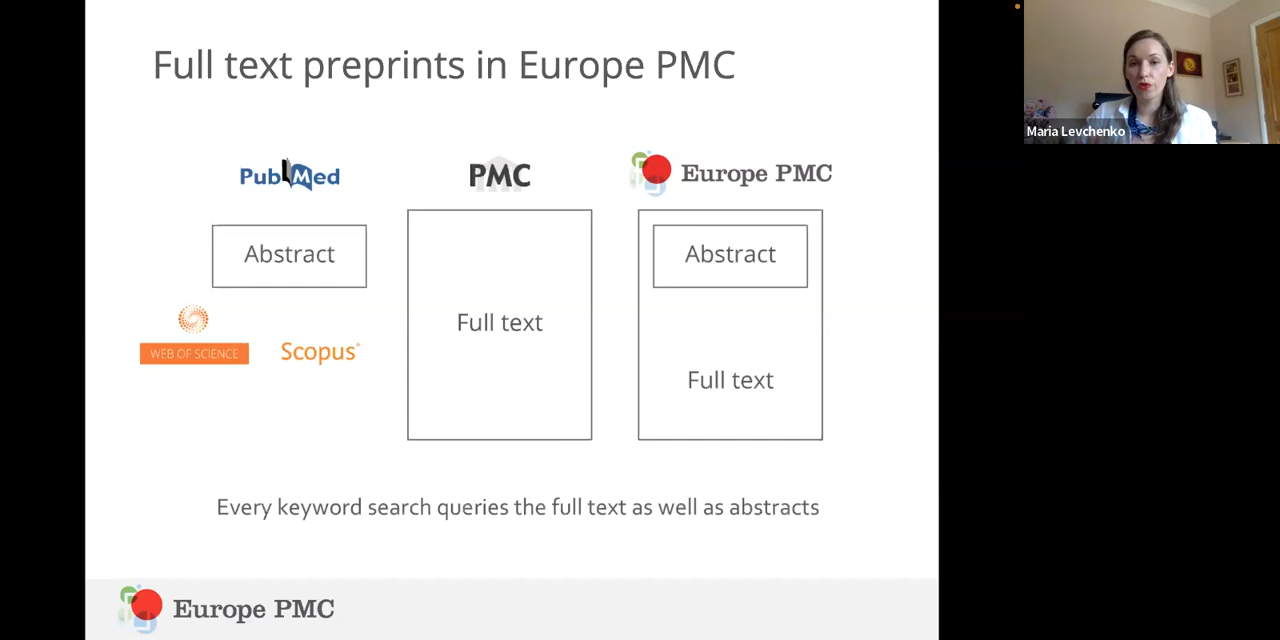 Full text preprints in Europe PMC
Maria Levchenko
PubMed
PMC
Europe PMC
Abstract
Full text
Abstract
Full text
WEB OF SCIENCE
Scopus
Every keyword search queries the full text as well as abstracts
Europe PMC